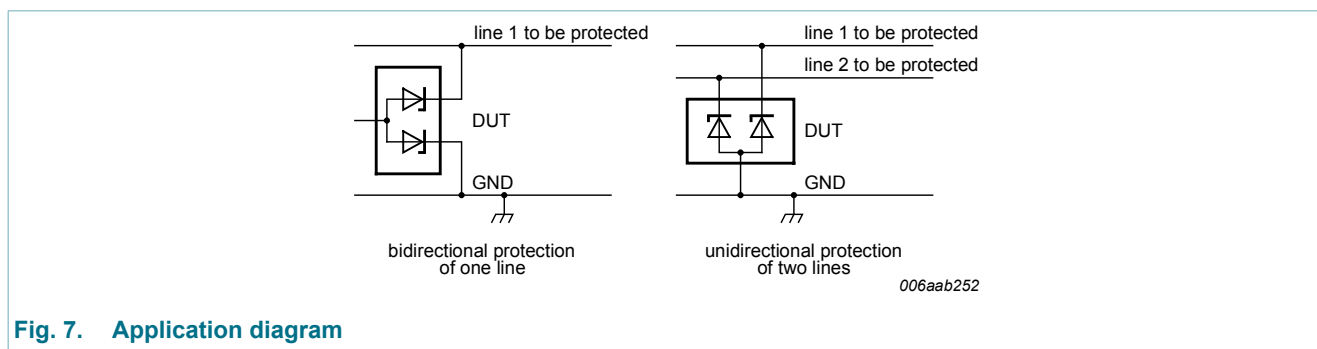 line 1 to be protected
DUT
GND
bidirectional protection
of one line
line 1 to be protected
line 2 to be protected
DUT
GND
unidirectional protection
of two lines
006aab252
Fig. 7. Application diagram